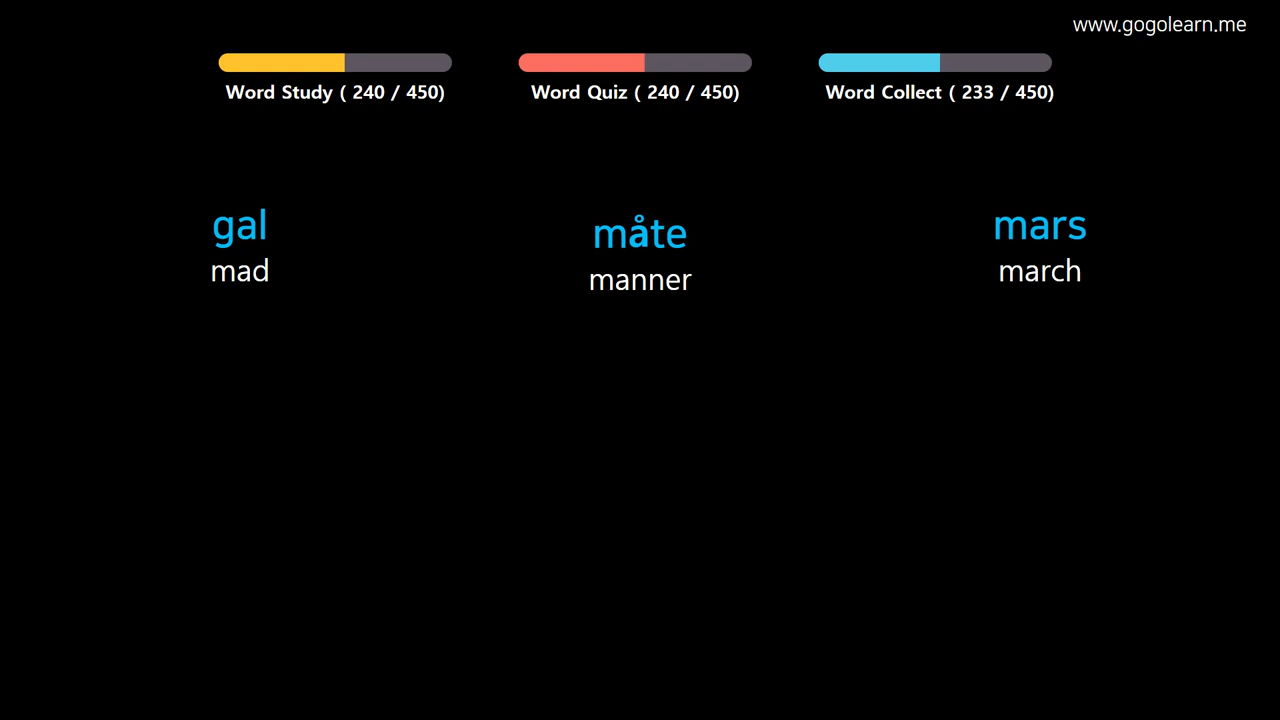 www.gogolearn.me
Word Study ( 240 / 450)
Word Quiz ( 240 / 450)
Word Collect ( 233 / 450)
gal
mad
måte
manner
mars
march